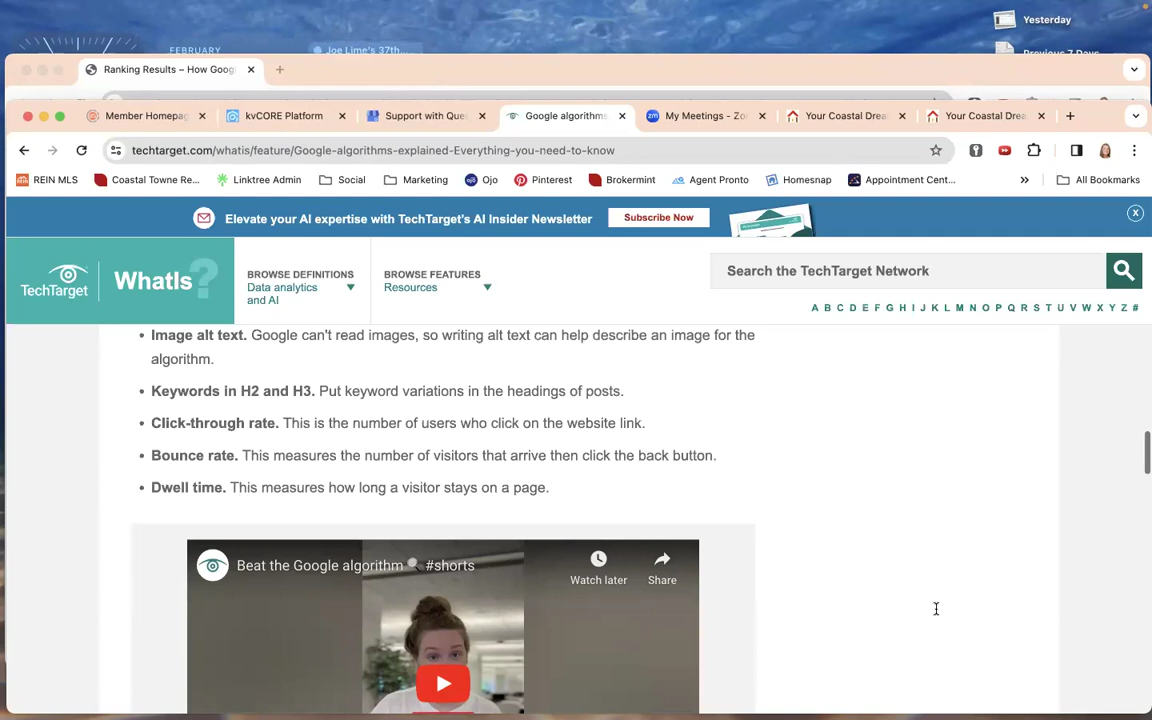 Yesterday
FEBRUARY
Joe Lime's 37th...
Previous 7 Days
Ranking Results – How Goog
Member Homepag
kvCORE Platform
Support with Que
Google algorithms
My Meetings - Zo
Your Coastal Drea
Your Coastal Drea
techtarget.com/whatis/feature/Google-algorithms-explained-Everything-you-need-to-know
REIN MLS
Coastal Towne Re...
Linktree Admin
Social
Marketing
Ojo
Pinterest
Brokermint
Agent Pronto
Homesnap
Appointment Cent...
All Bookmarks
Elevate your AI expertise with TechTarget's AI Insider Newsletter
Subscribe Now
TechTarget
WhatIs?
BROWSE DEFINITIONS
Data analytics
and AI
BROWSE FEATURES
Resources
Search the TechTarget Network
A B C D E F G H I J K L M N O P Q R S T U V W X Y Z #
• Image alt text. Google can't read images, so writing alt text can help describe an image for the
algorithm.
• Keywords in H2 and H3. Put keyword variations in the headings of posts.
• Click-through rate. This is the number of users who click on the website link.
• Bounce rate. This measures the number of visitors that arrive then click the back button.
• Dwell time. This measures how long a visitor stays on a page.
Beat the Google algorithm 🔍 #shorts
Watch later
Share